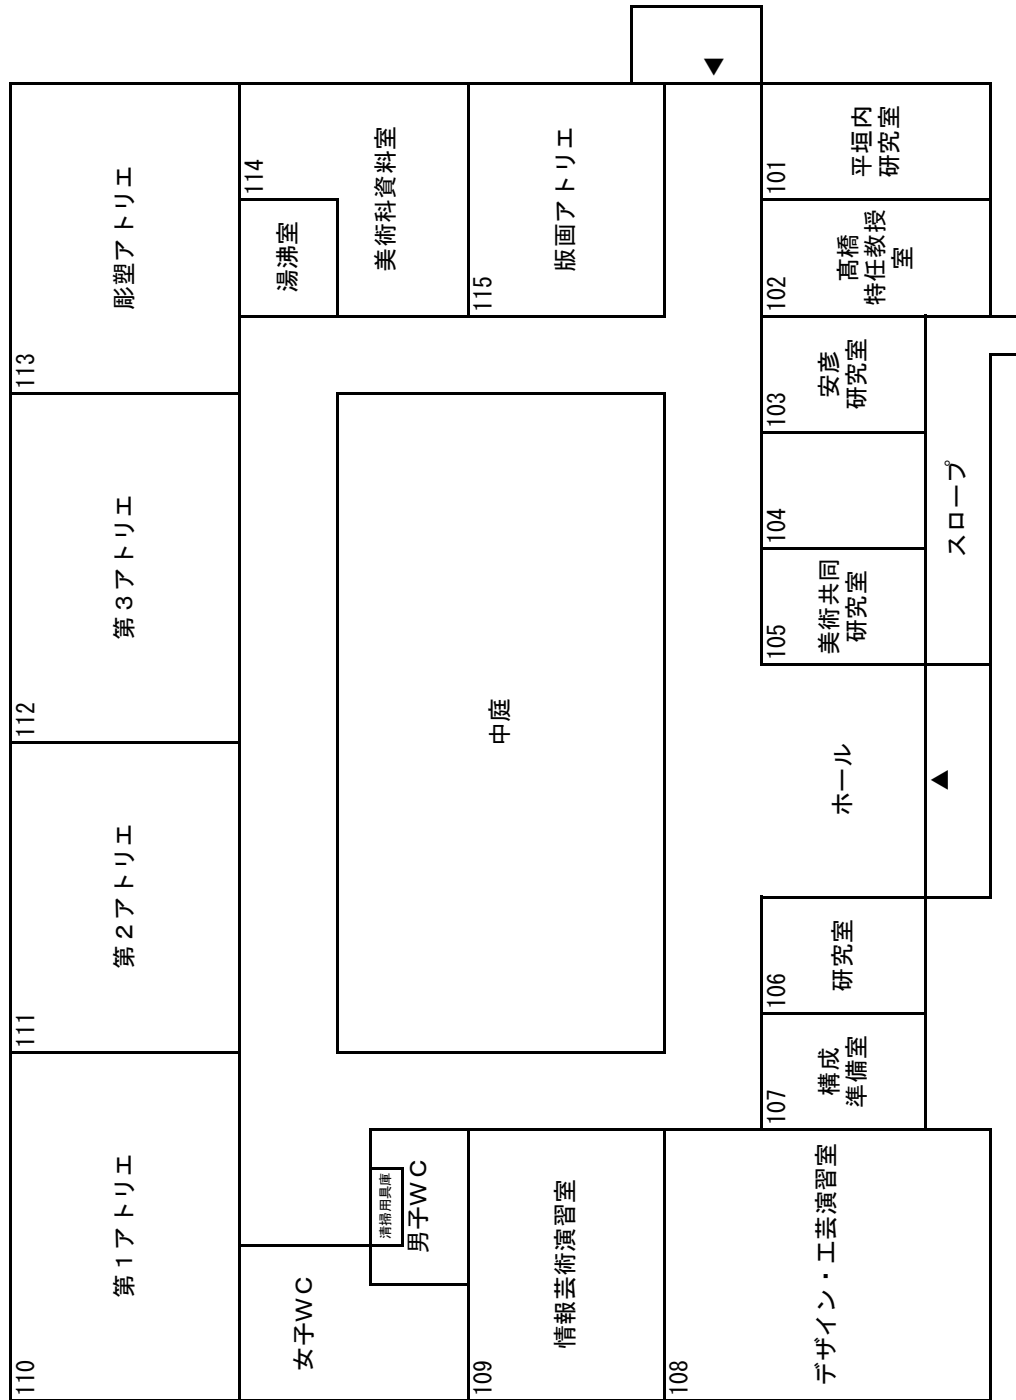 110
第１アトリエ
111
第２アトリエ
112
第３アトリエ
113
彫塑アトリエ
女子ＷＣ
清掃用具庫
男子ＷＣ
湯沸室
114
美術科資料室
109
情報芸術演習室
中庭
115
版画アトリエ
108
デザイン・工芸演習室
107
構成
準備室
106
研究室
ホール
105
美術共同
研究室
104
103
安彦
研究室
102
髙橋
特任教授
室
101
平垣内
研究室
スロープ